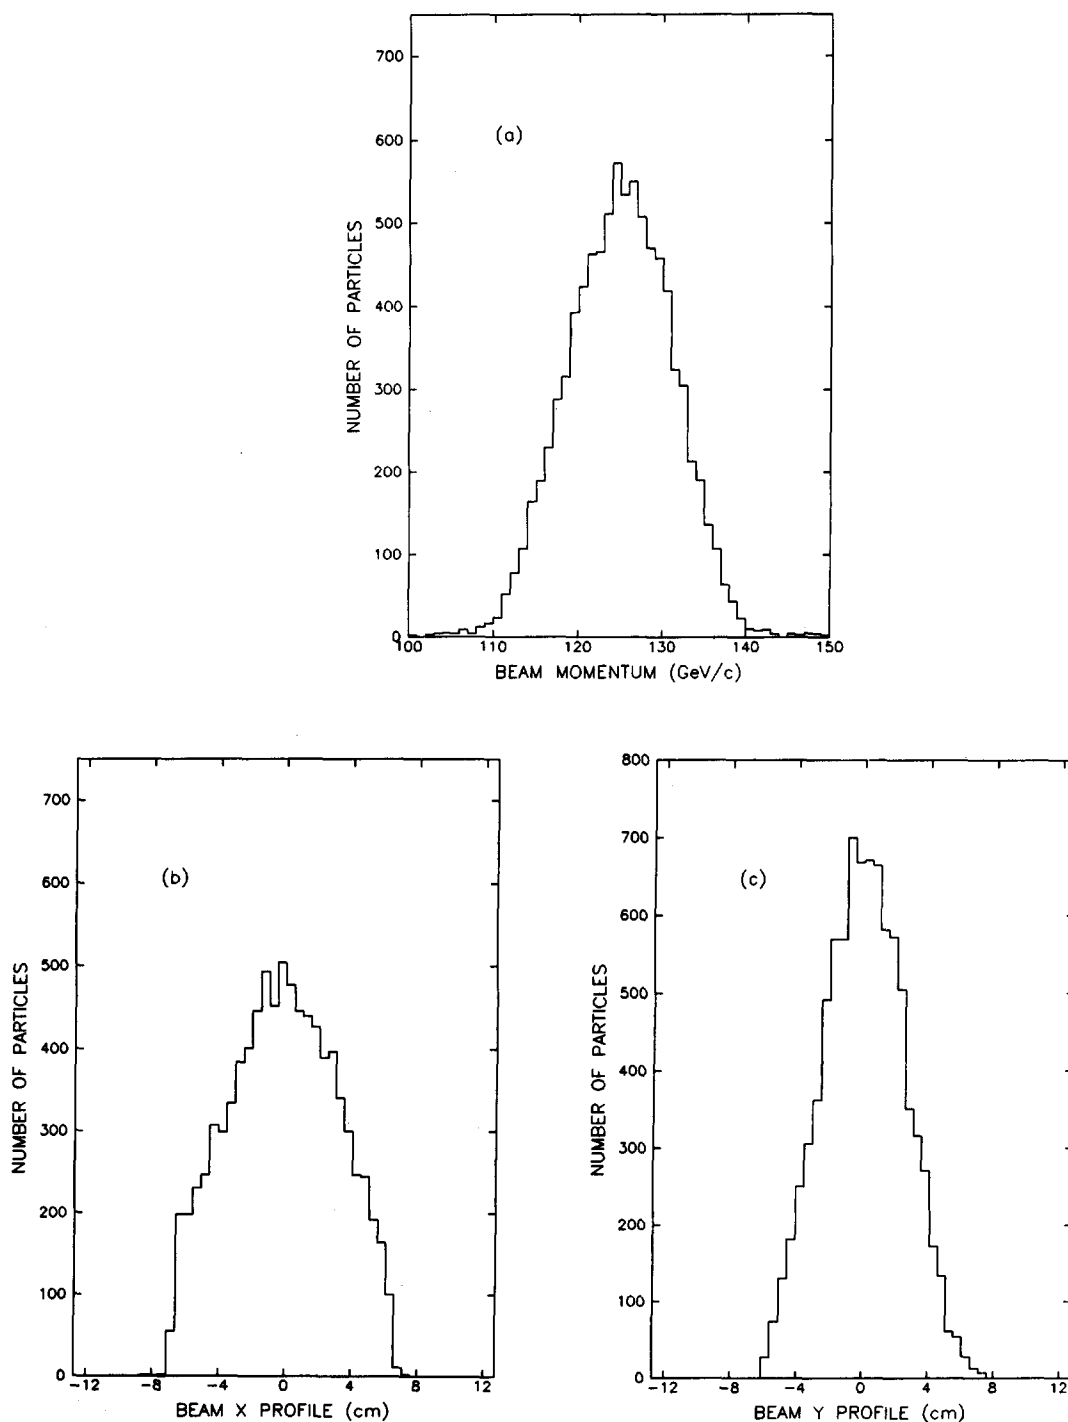 700
600
(a)
500
400
300
200
100
0
NUMBER OF PARTICLES
100 110 120 130 140 150
BEAM MOMENTUM (GeV/c)
700
600
(b)
500
400
300
200
100
0
NUMBER OF PARTICLES
-12 -8 -4 0 4 8 12
BEAM X PROFILE (cm)
800
700
(c)
600
500
400
300
200
100
0
NUMBER OF PARTICLES
-12 -8 -4 0 4 8 12
BEAM Y PROFILE (cm)